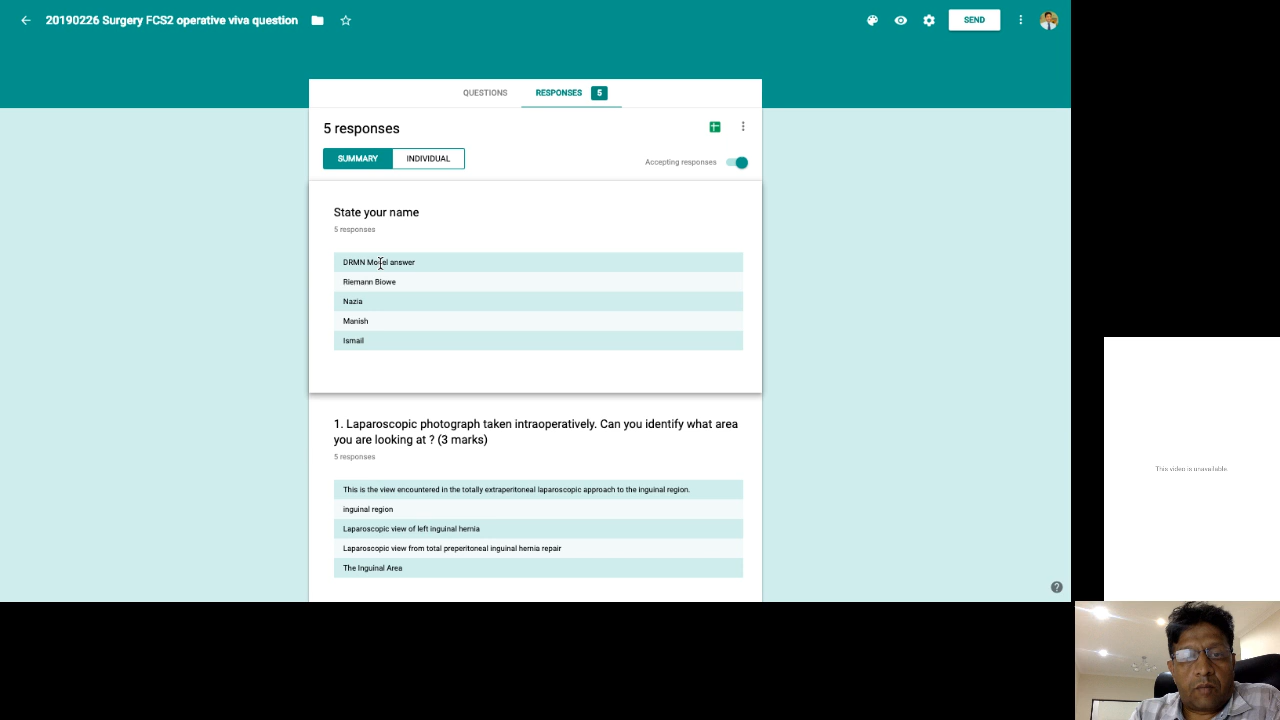 20190226 Surgery FCS2 operative viva question
SEND
QUESTIONS
RESPONSES 5
5 responses
SUMMARY
INDIVIDUAL
Accepting responses
State your name
5 responses
DRMN Model answer
Riemann Biowe
Nazia
Manish
Ismail
1. Laparoscopic photograph taken intraoperatively. Can you identify what area
you are looking at ? (3 marks)
5 responses
This is the view encountered in the totally extraperitoneal laparoscopic approach to the inguinal region.
inguinal region
Laparoscopic view of left inguinal hernia
Laparoscopic view from total preperitoneal inguinal hernia repair
The Inguinal Area
This video is unavailable.